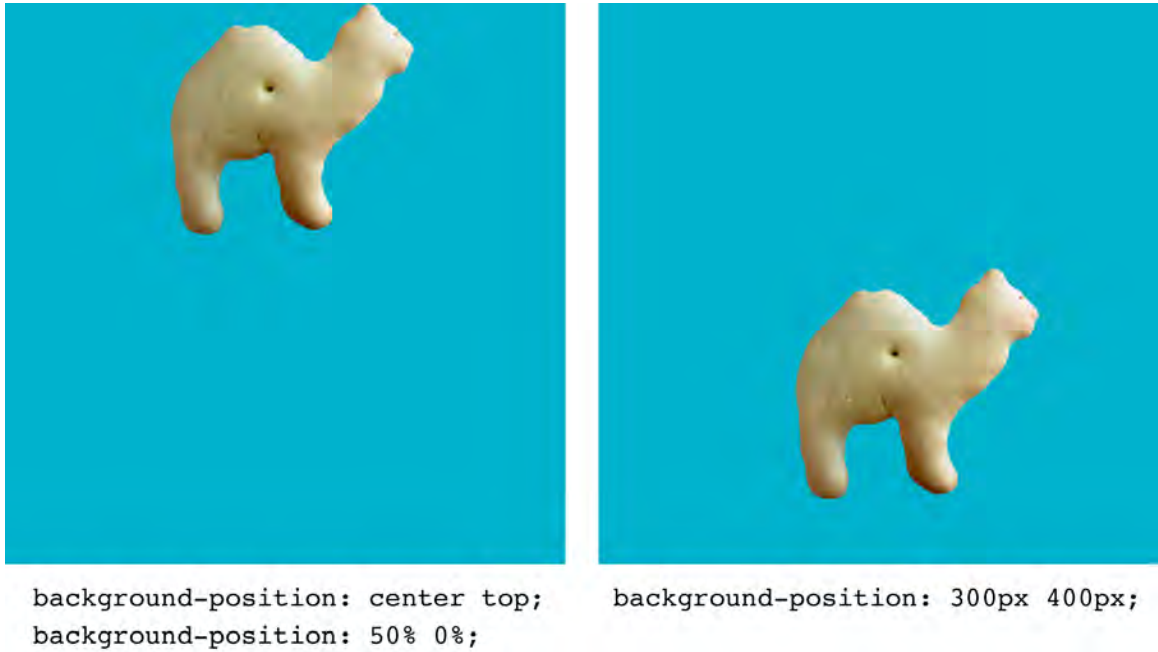 background-position: center top;
background-position: 50% 0%;
background-position: 300px 400px;